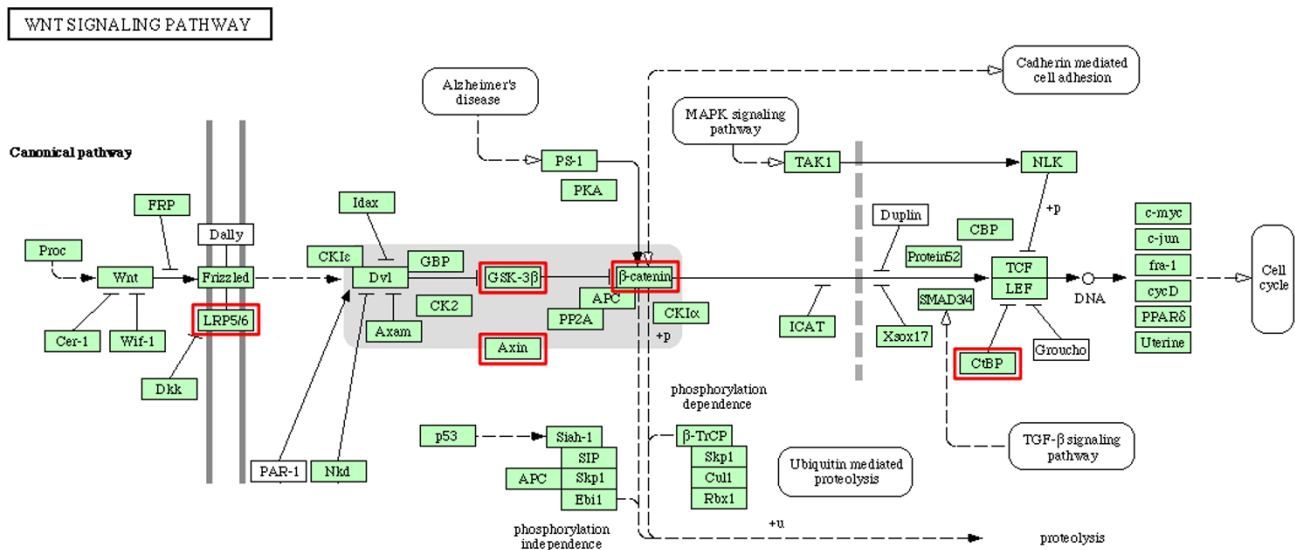 WNT SIGNALING PATHWAY
Cadherin mediated
cell adhesion
Alzheimer's
disease
MAPK signaling
pathway
Canonical pathway
PS-1
TAK1
NLK
PKA
FRP
Idax
+p
Duplin
CBP
c-myc
Dally
Proc
CKIε
GBP
Protein52
c-jun
Wnt
Frizzled
Dvl
GSK-3β
β-catenin
TCF
LEF
DNA
fra-1
Cell
cycle
CK2
APC
SMAD3/4
cycD
LRP5/6
PP2A
CKIα
PPARδ
Cer-1
Wif-1
Axam
+p
ICAT
Xsox17
Uterine
Axin
Groucho
CtBP
Dkk
phosphorylation
dependence
p53
Siah-1
β-TrCP
TGF-β signaling
pathway
SIP
Skp1
PAR-1
Nkd
APC
Skp1
Cul1
Ubiquitin mediated
proteolysis
Ebi1
Rbx1
phosphorylation
independence
+u
proteolysis